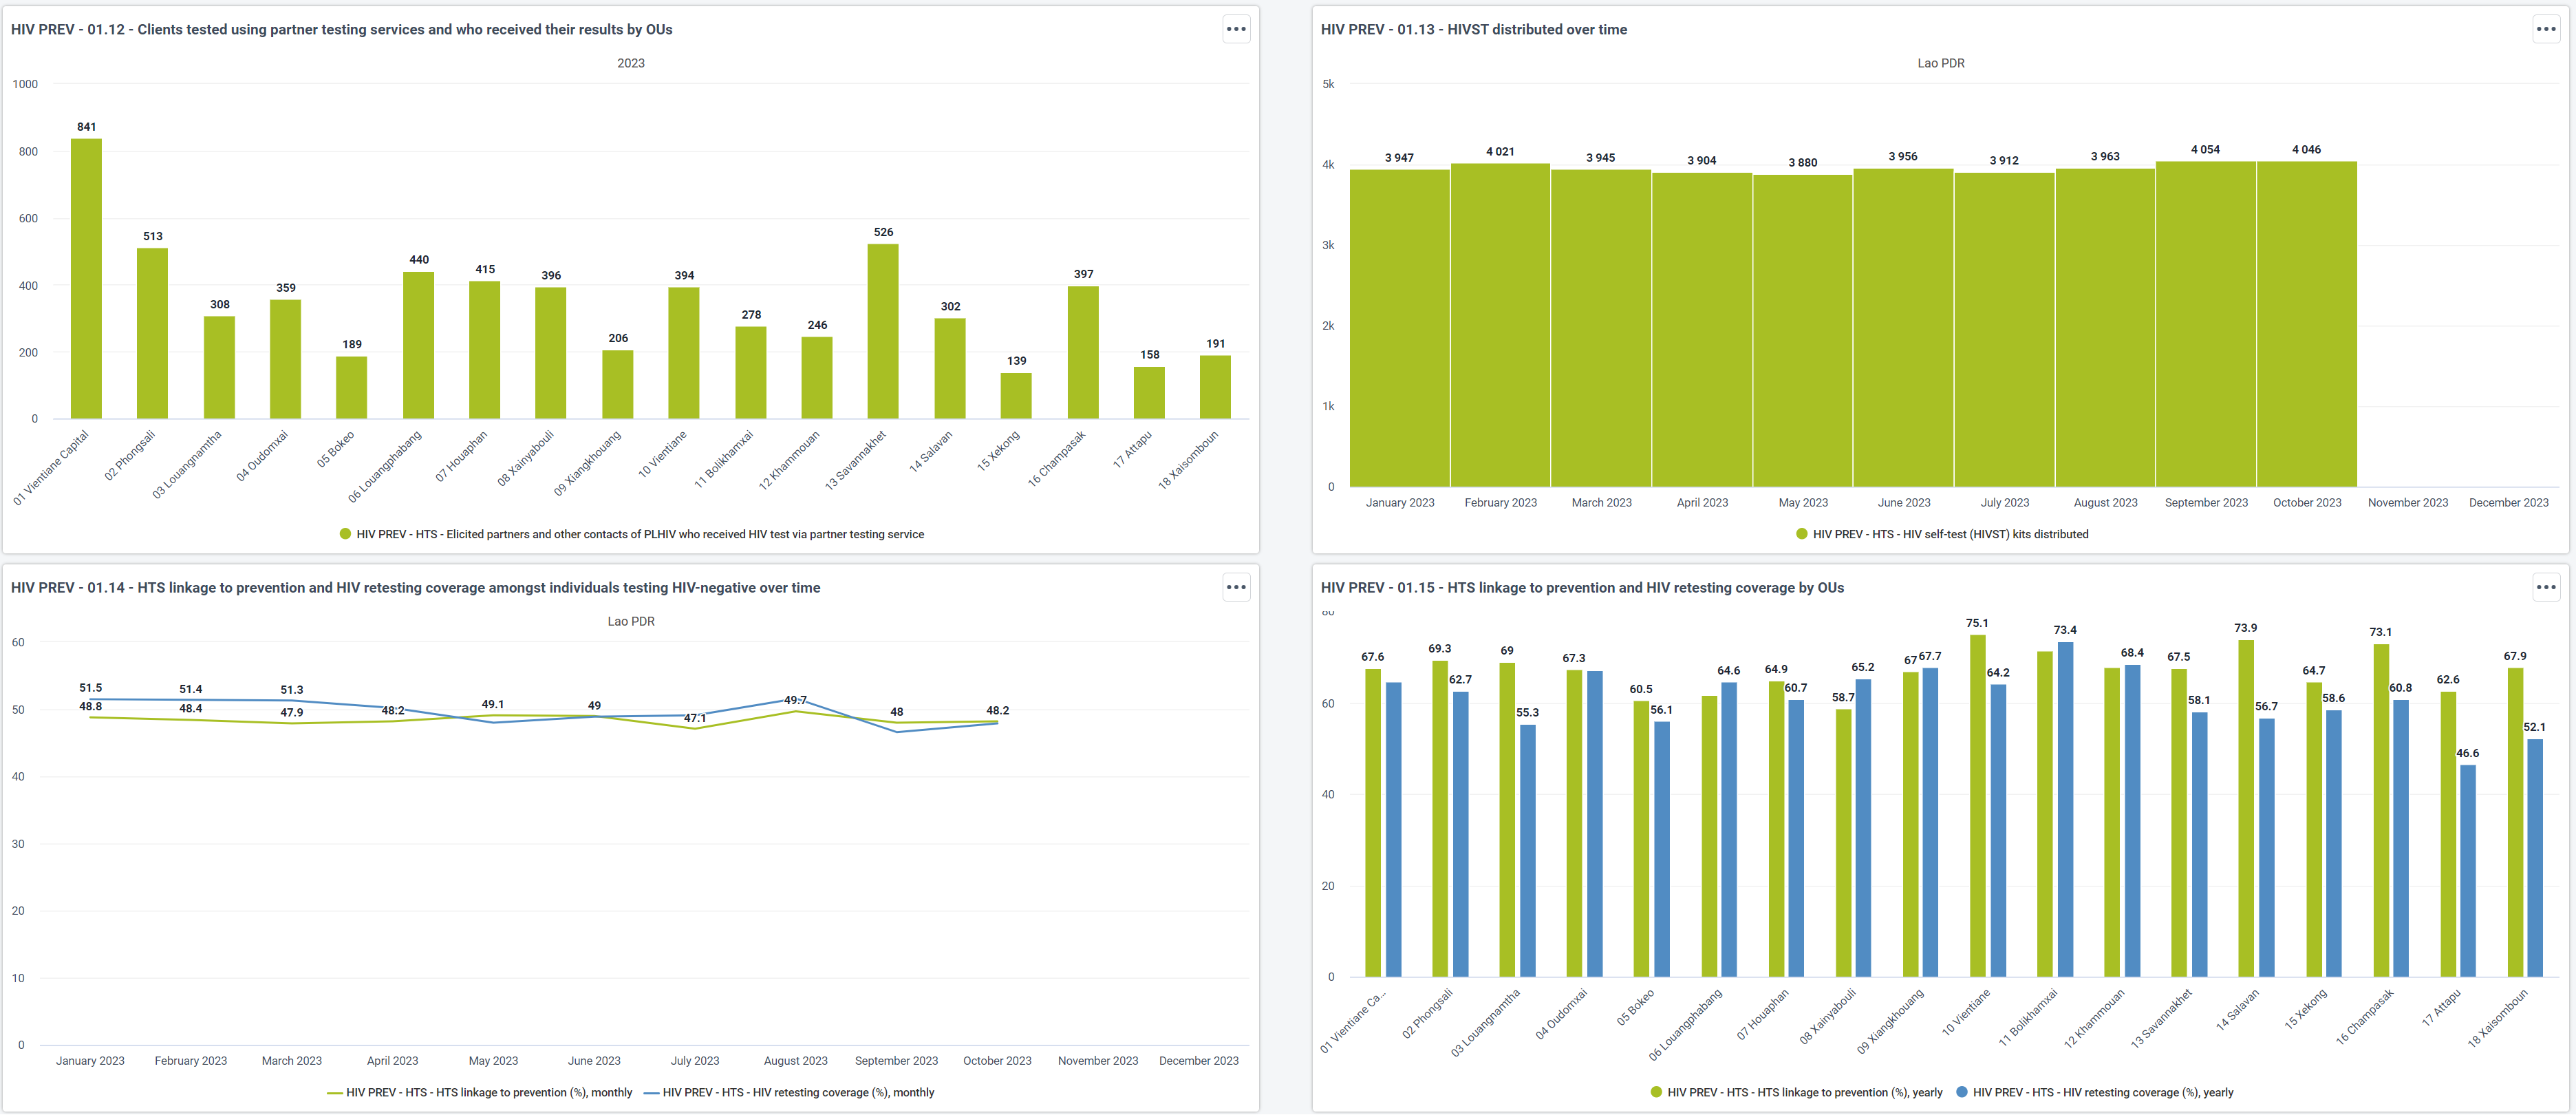 HIV PREV - 01.12 - Clients tested using partner testing services and who received their results by OUs
2023
1000
800
600
400
200
0
841
513
308
359
189
440
415
396
206
394
278
246
526
302
139
397
158
191
01 Vientiane Capital
02 Phongsali
03 Louangnamtha
04 Oudomxai
05 Bokeo
06 Louangphabang
07 Houaphan
08 Xainyabouli
09 Xiangkhouang
10 Vientiane
11 Bolikhamxai
12 Khammouan
13 Savannakhet
14 Salavan
15 Xekong
16 Champasak
17 Attapu
18 Xaisomboun
HIV PREV - HTS - Elicited partners and other contacts of PLHIV who received HIV test via partner testing service
HIV PREV - 01.13 - HIVST distributed over time
Lao PDR
5k
4k
3k
2k
1k
0
3 947
4 021
3 945
3 904
3 880
3 956
3 912
3 963
4 054
4 046
January 2023
February 2023
March 2023
April 2023
May 2023
June 2023
July 2023
August 2023
September 2023
October 2023
November 2023
December 2023
HIV PREV - HTS - HIV self-test (HIVST) kits distributed
HIV PREV - 01.14 - HTS linkage to prevention and HIV retesting coverage amongst individuals testing HIV-negative over time
Lao PDR
60
50
40
30
20
10
0
51.5
48.8
51.4
48.4
51.3
47.9
48.2
49.1
49
47.1
49.7
48
48.2
January 2023
February 2023
March 2023
April 2023
May 2023
June 2023
July 2023
August 2023
September 2023
October 2023
November 2023
December 2023
HIV PREV - HTS - HTS linkage to prevention (%), monthly
HIV PREV - HTS - HIV retesting coverage (%), monthly
HIV PREV - 01.15 - HTS linkage to prevention and HIV retesting coverage by OUs
80
60
40
20
0
67.6
69.3
62.7
69
55.3
67.3
60.5
56.1
64.6
64.9
60.7
58.7
65.2
67
67.7
75.1
64.2
73.4
68.4
67.5
58.1
73.9
56.7
64.7
58.6
73.1
60.8
62.6
46.6
67.9
52.1
01 Vientiane Ca...
02 Phongsali
03 Louangnamtha
04 Oudomxai
05 Bokeo
06 Louangphabang
07 Houaphan
08 Xainyabouli
09 Xiangkhouang
10 Vientiane
11 Bolikhamxai
12 Khammouan
13 Savannakhet
14 Salavan
15 Xekong
16 Champasak
17 Attapu
18 Xaisomboun
HIV PREV - HTS - HTS linkage to prevention (%), yearly
HIV PREV - HTS - HIV retesting coverage (%), yearly